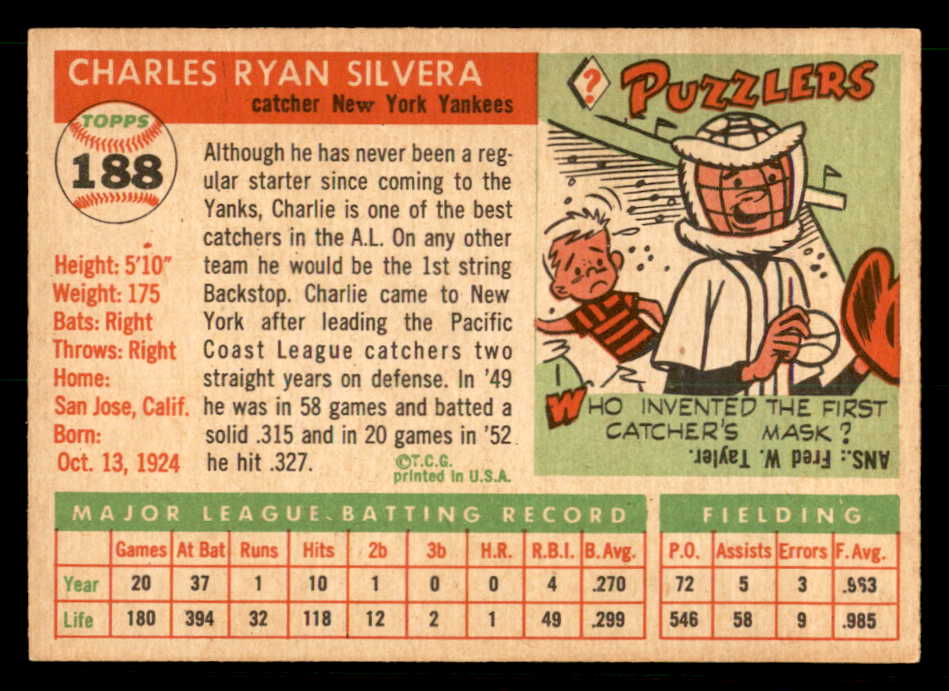 CHARLES RYAN SILVERA
catcher New York Yankees
TOPPS
188
Height: 5'10"
Weight: 175
Bats: Right
Throws: Right
Home:
San Jose, Calif.
Born:
Oct. 13, 1924
Although he has never been a reg-
ular starter since coming to the
Yanks, Charlie is one of the best
catchers in the A.L. On any other
team he would be the 1st string
Backstop. Charlie came to New
York after leading the Pacific
Coast League catchers two
straight years on defense. In '49
he was in 58 games and batted a
solid .315 and in 20 games in '52
he hit .327.
©T.C.G.
printed in U.S.A.
? PUZZLERS
WHO INVENTED THE FIRST
CATCHER'S MASK?
ANS.: Fred W. Tayler.
MAJOR LEAGUE BATTING RECORD
Games At Bat Runs Hits 2b 3b H.R. R.B.I. B.Avg.
Year 20 37 1 10 1 0 0 4 .270
Life 180 394 32 118 12 2 1 49 .299
FIELDING
P.O. Assists Errors F. Avg.
72 5 3
546 58 9 .985